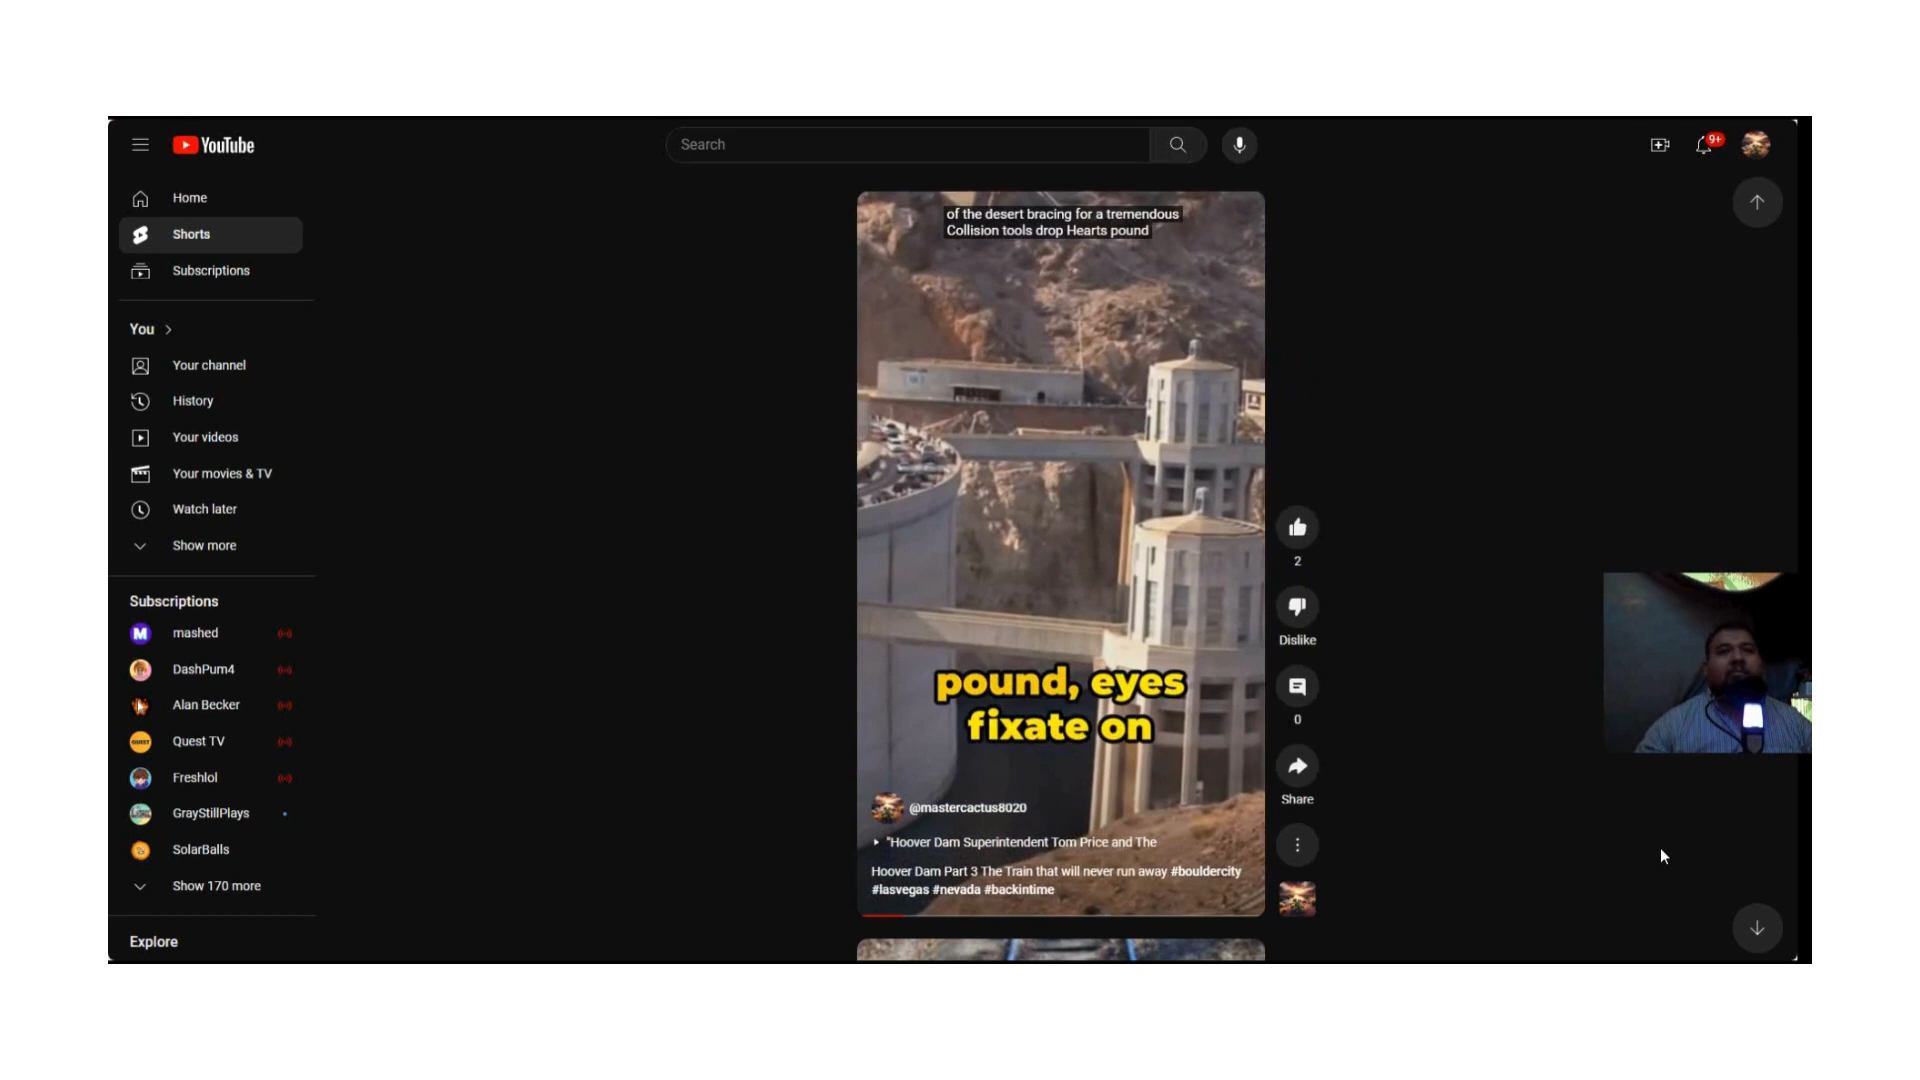 YouTube
Search
9+
Home
Shorts
Subscriptions
You
Your channel
History
Your videos
Your movies & TV
Watch later
Show more
Subscriptions
M mashed
DashPum4
Alan Becker
QUEST Quest TV
Freshlol
GrayStillPlays
SolarBalls
Show 170 more
Explore
of the desert bracing for a tremendous
Collision tools drop Hearts pound
pound, eyes
fixate on
@mastercactus8020
"Hoover Dam Superintendent Tom Price and The
Hoover Dam Part 3 The Train that will never run away #bouldercity
#lasvegas #nevada #backintime
2
Dislike
0
Share